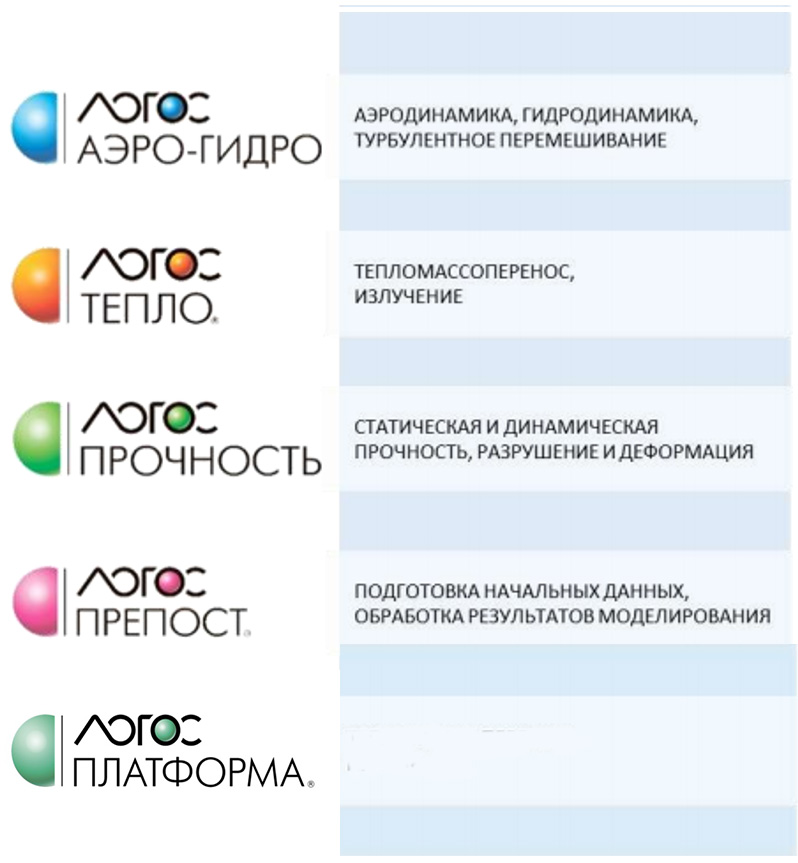 ЛОГОС
АЭРО-ГИДРО
АЭРОДИНАМИКА, ГИДРОДИНАМИКА,
ТУРБУЛЕНТНОЕ ПЕРЕМЕШИВАНИЕ
ЛОГОС
ТЕПЛО®
ТЕПЛОМАССОПЕРЕНОС,
ИЗЛУЧЕНИЕ
ЛОГОС
ПРОЧНОСТЬ
СТАТИЧЕСКАЯ И ДИНАМИЧЕСКАЯ
ПРОЧНОСТЬ, РАЗРУШЕНИЕ И ДЕФОРМАЦИЯ
ЛОГОС
ПРЕПОСТ®
ПОДГОТОВКА НАЧАЛЬНЫХ ДАННЫХ,
ОБРАБОТКА РЕЗУЛЬТАТОВ МОДЕЛИРОВАНИЯ
ЛОГОС
ПЛАТФОРМА®